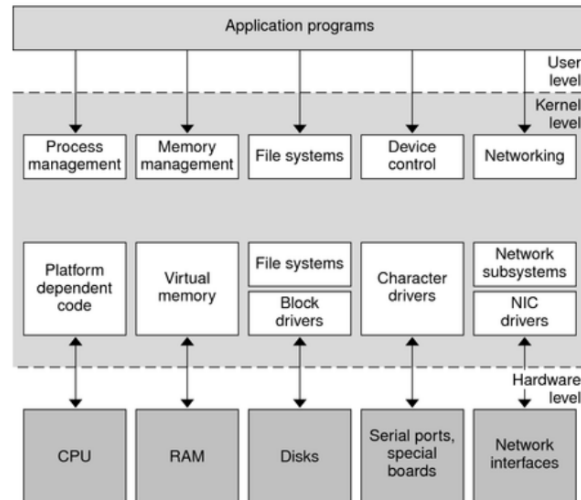 Application programs
User
level
Kernel
level
Process
management
Memory
management
File systems
Device
control
Networking
Platform
dependent
code
Virtual
memory
File systems
Block
drivers
Character
drivers
Network
subsystems
NIC
drivers
Hardware
level
CPU
RAM
Disks
Serial ports,
special
boards
Network
interfaces